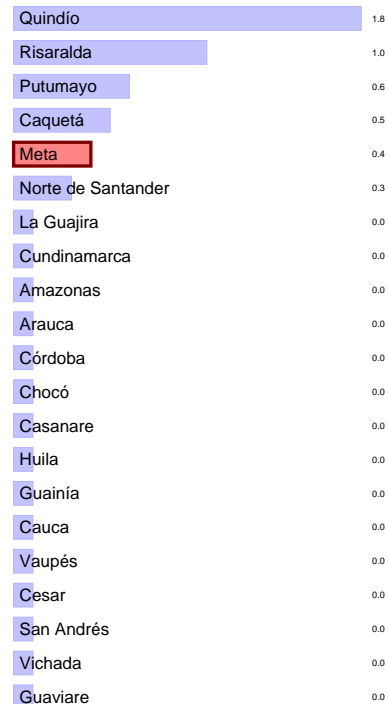 Quindío 1.8
Risaralda 1.0
Putumayo 0.6
Caquetá 0.5
Meta 0.4
Norte de Santander 0.3
La Guajira 0.0
Cundinamarca 0.0
Amazonas 0.0
Arauca 0.0
Córdoba 0.0
Chocó 0.0
Casanare 0.0
Huila 0.0
Guainía 0.0
Cauca 0.0
Vaupés 0.0
Cesar 0.0
San Andrés 0.0
Vichada 0.0
Guaviare 0.0